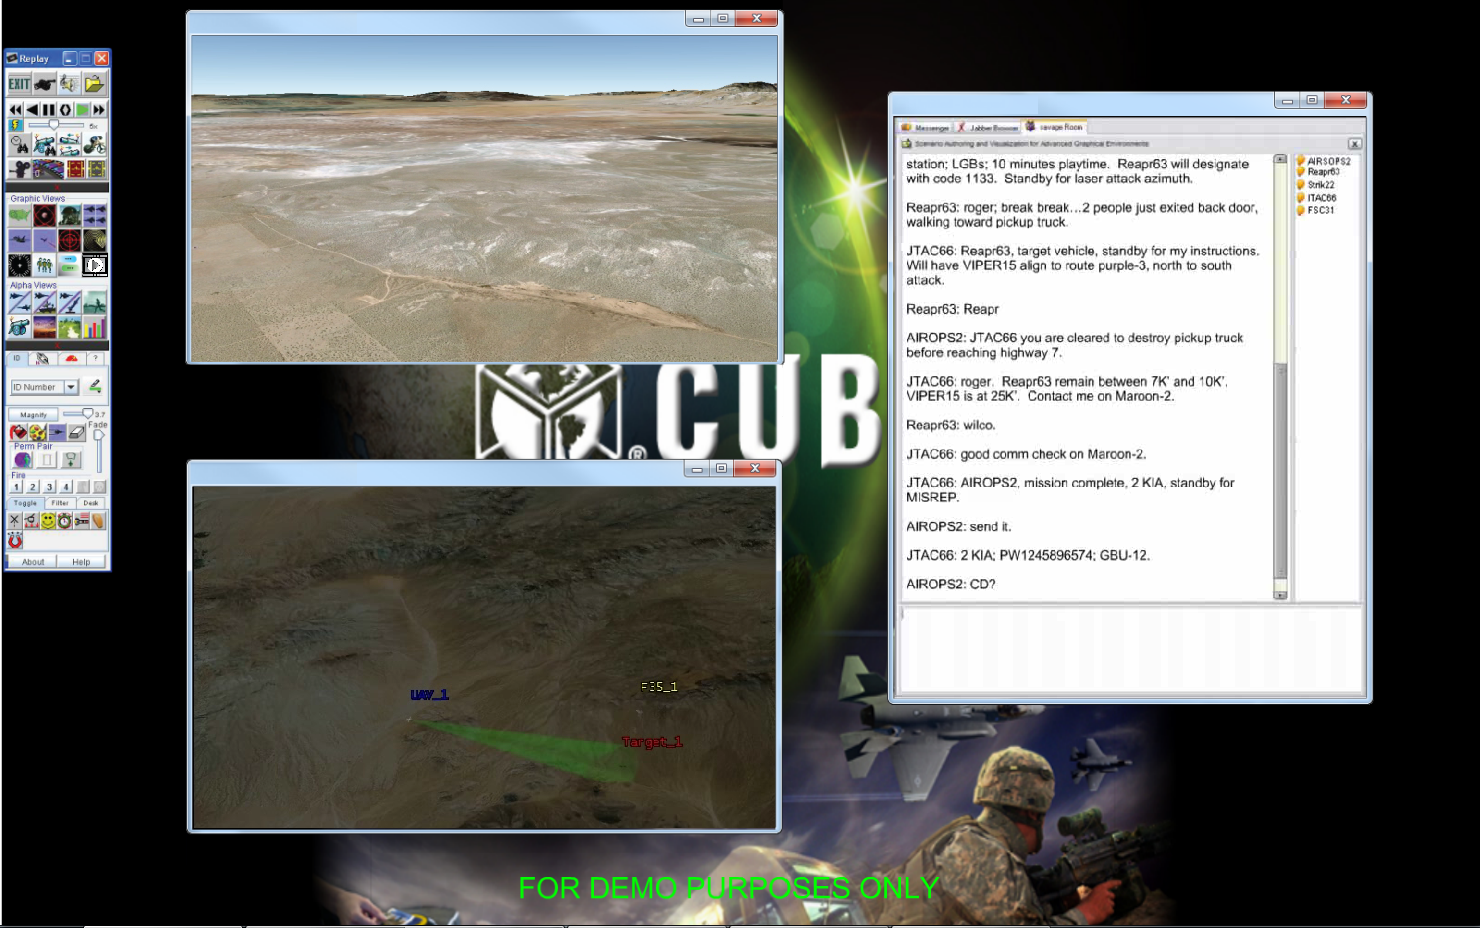 Replay
EXIT
6x
Graphic Views
Alpha Views
ID
?
ID Number
Magnify
3.7
Fade
Perm Pair
Fire
1 2 3 4
Toggle Filter Desk
About Help
CUB
®
UAV_1
F35_1
Target_1
Messenger Jabber Browser Savage Room
Scenario Authoring and Visualization for Advanced Graphical Environments
station; LGBs; 10 minutes playtime. Reapr63 will designate
with code 1133. Standby for laser attack azimuth.
Reapr63: roger; break break...2 people just exited back door,
walking toward pickup truck.
JTAC66: Reapr63, target vehicle, standby for my instructions.
Will have VIPER15 align to route purple-3, north to south
attack.
Reapr63: Reapr
AIROPS2: JTAC66 you are cleared to destroy pickup truck
before reaching highway 7.
JTAC66: roger. Reapr63 remain between 7K' and 10K',
VIPER15 is at 25K'. Contact me on Maroon-2.
Reapr63: wilco.
JTAC66: good comm check on Maroon-2.
JTAC66: AIROPS2, mission complete, 2 KIA, standby for
MISREP.
AIROPS2: send it.
JTAC66: 2 KIA; PW1245896574; GBU-12.
AIROPS2: CD?
AIRSOPS2
Reapr63
Strik22
ITAC66
FSC31
FOR DEMO PURPOSES ONLY